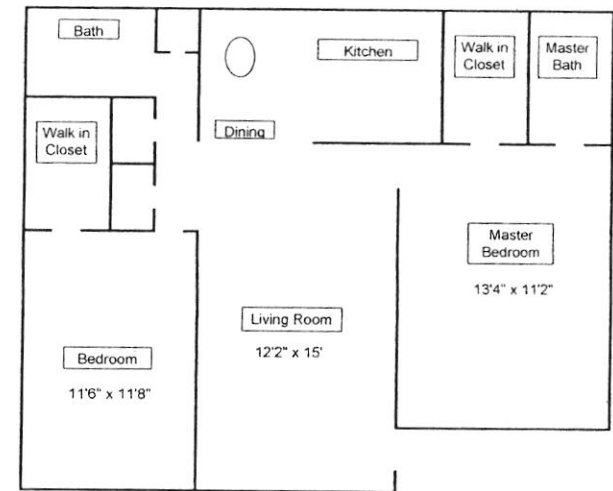 Bath
Kitchen
Walk in
Closet
Master
Bath
Dining
Walk in
Closet
Master
Bedroom
13'4" x 11'2"
Living Room
12'2" x 15'
Bedroom
11'6" x 11'8"